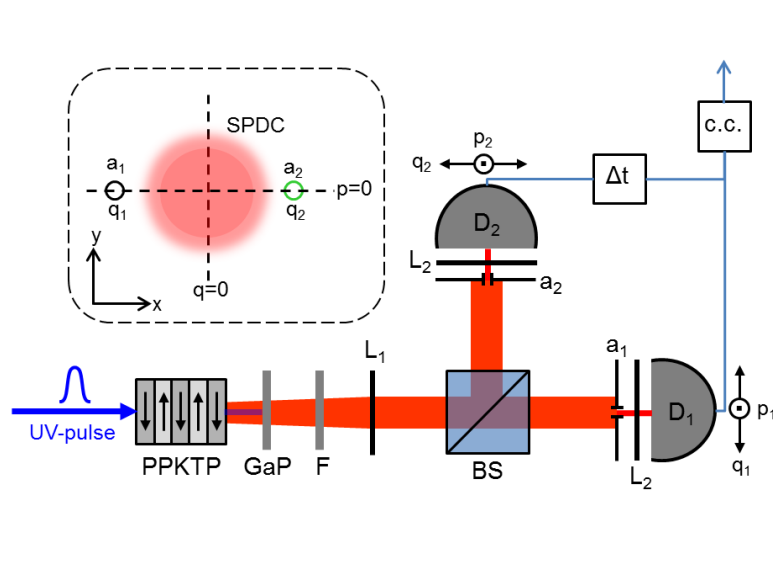 SPDC
a₁
a₂
p=0
q₁
q₂
y
x
q=0
p₂
q₂
c.c.
Δt
D₂
L₂
a₂
L₁
a₁
UV-pulse
D₁
p₁
PPKTP
GaP
F
BS
L₂
q₁